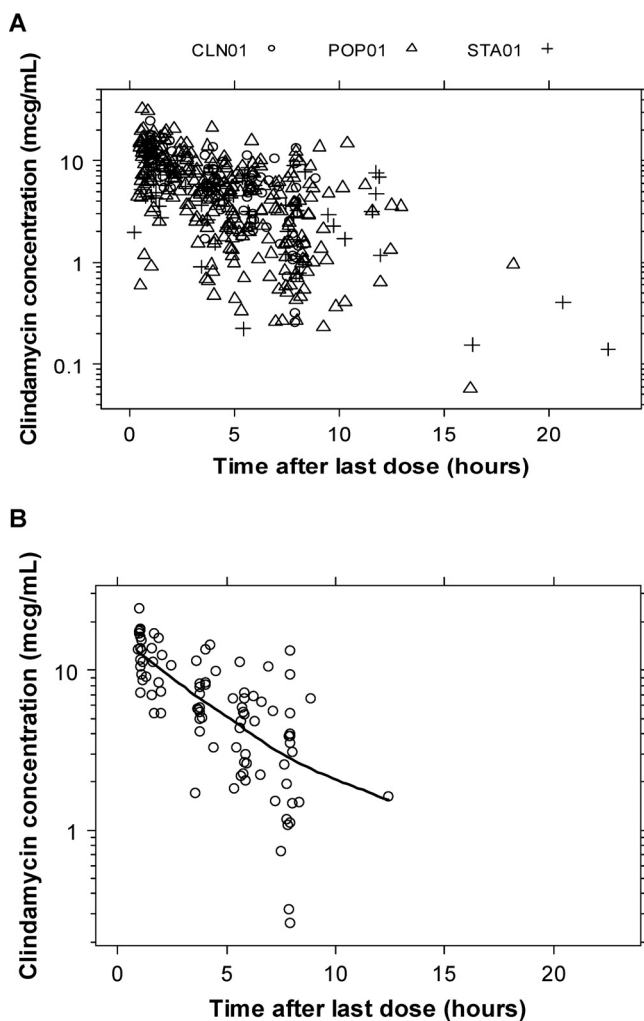 A
CLN01 POP01 STA01
Clindamycin concentration (mcg/mL)
10
1
0.1
0 5 10 15 20
Time after last dose (hours)
B
Clindamycin concentration (mcg/mL)
10
1
0 5 10 15 20
Time after last dose (hours)